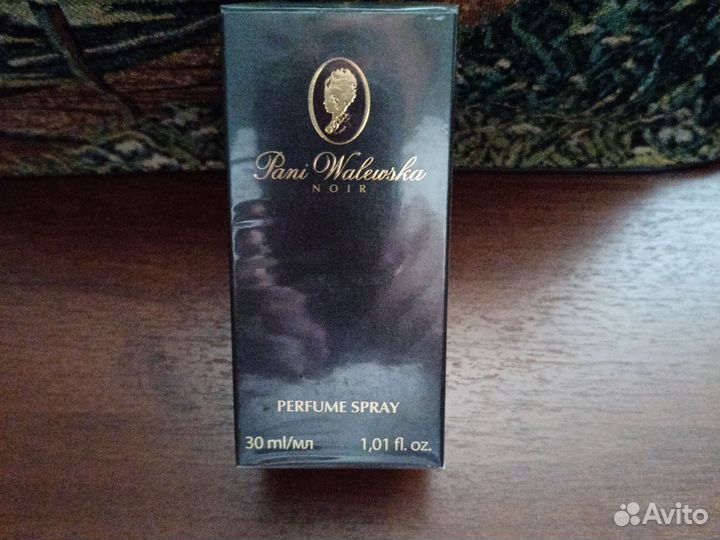 Pani Walewska
NOIR
PERFUME SPRAY
30 ml/мл 1,01 fl. oz.
Avito